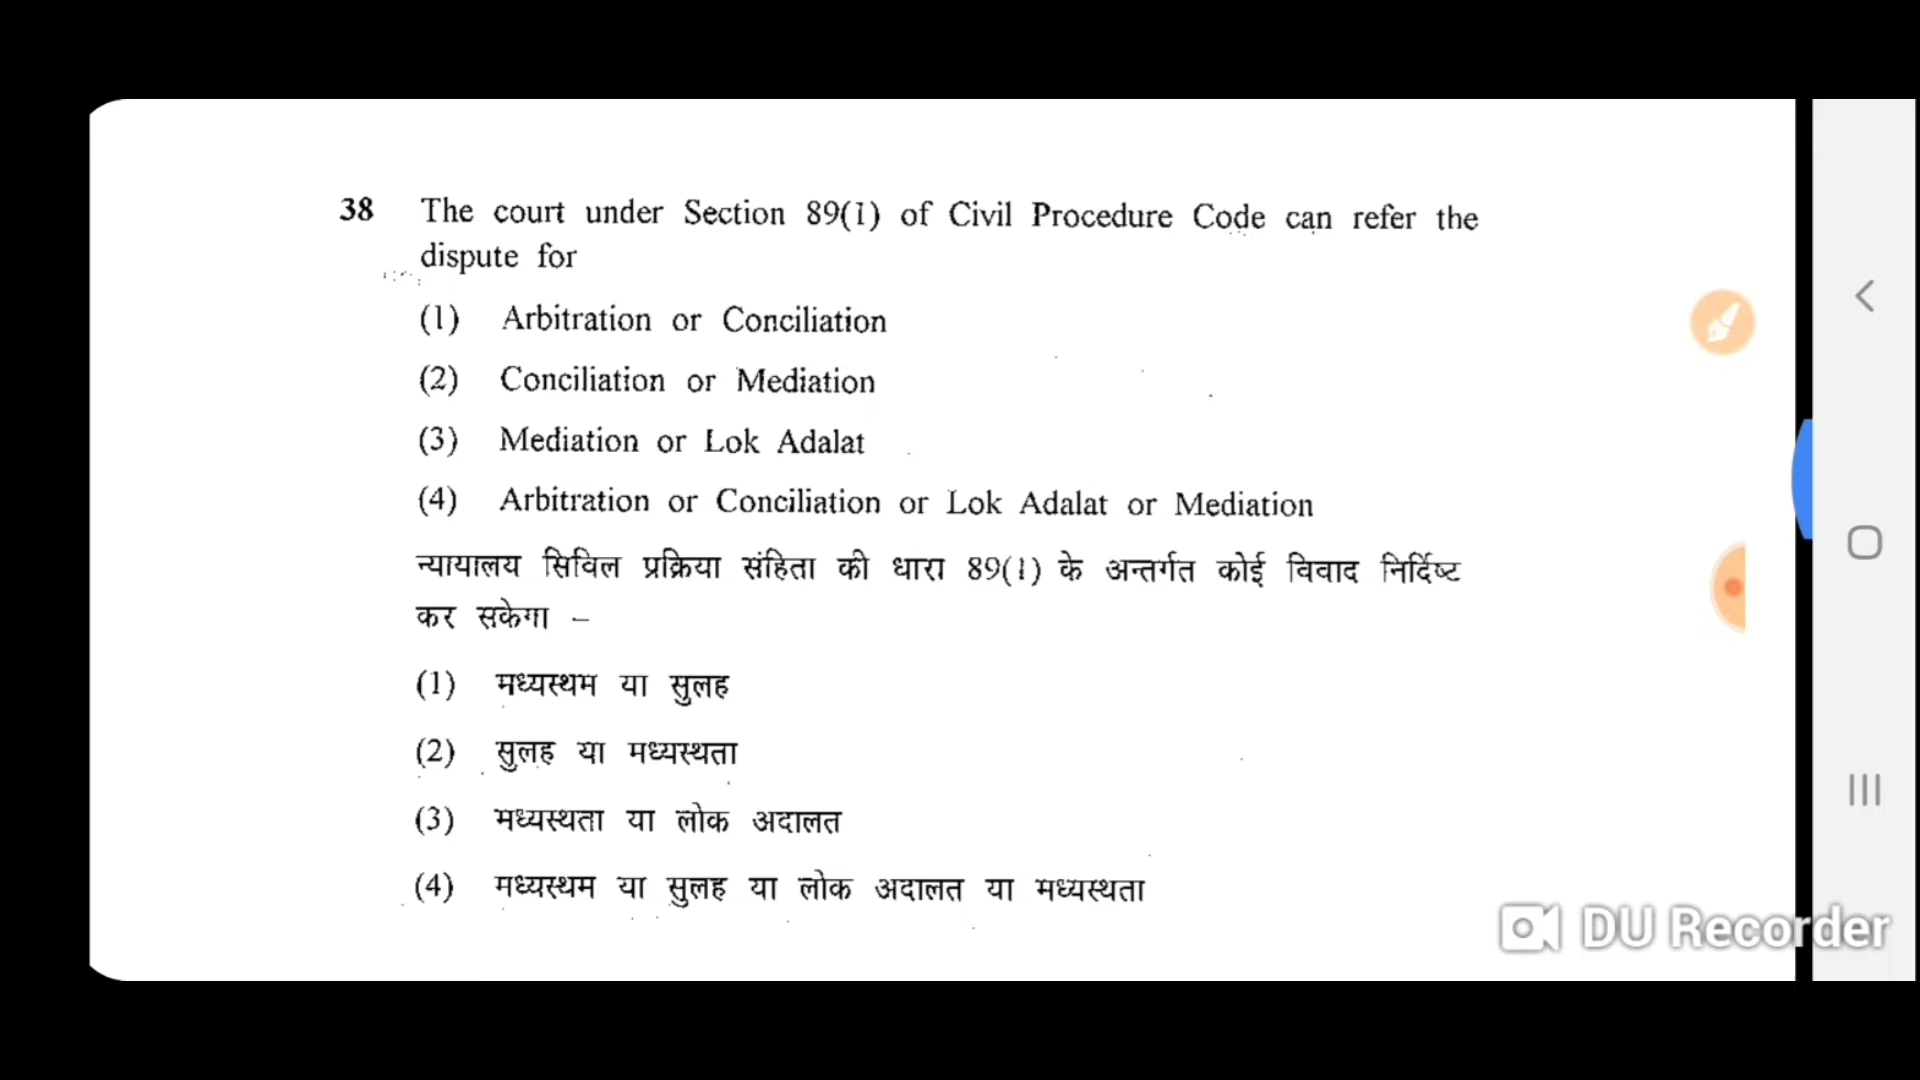 38 The court under Section 89(1) of Civil Procedure Code can refer the
dispute for
(1) Arbitration or Conciliation
(2) Conciliation or Mediation
(3) Mediation or Lok Adalat
(4) Arbitration or Conciliation or Lok Adalat or Mediation
न्यायालय सिविल प्रक्रिया संहिता की धारा 89(1) के अन्तर्गत कोई विवाद निर्दिष्ट
कर सकेगा –
(1) मध्यस्थम या सुलह
(2) सुलह या मध्यस्थता
(3) मध्यस्थता या लोक अदालत
(4) मध्यस्थम या सुलह या लोक अदालत या मध्यस्थता
DU Recorder